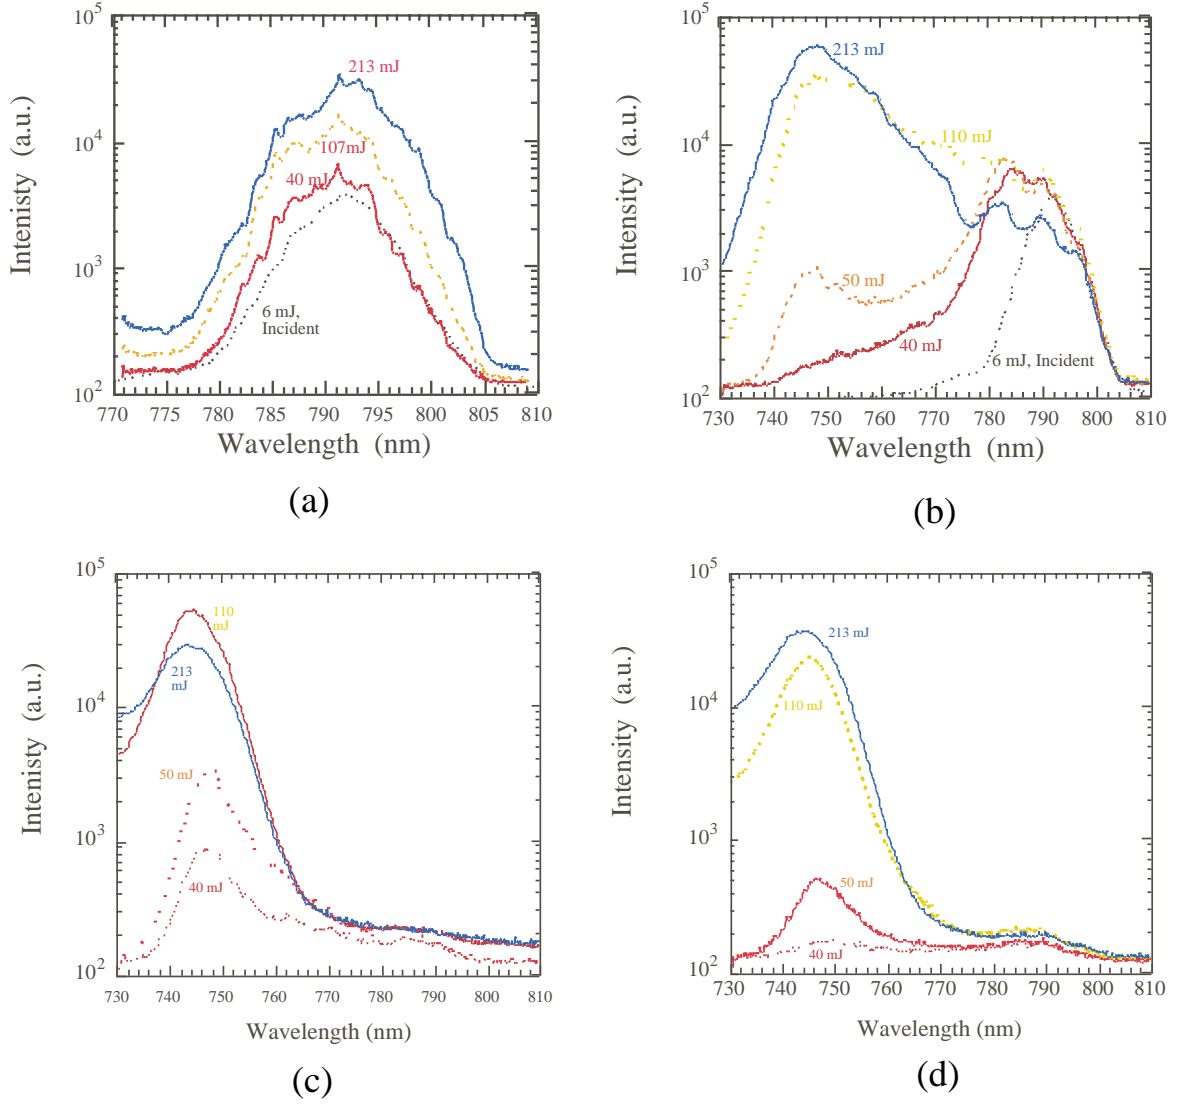 10^5
10^4
10^3
10^2
Intenisty (a.u.)
213 mJ
107mJ
40 mJ
6 mJ,
Incident
770 775 780 785 790 795 800 805 810
Wavelength (nm)
(a)
10^5
10^4
10^3
10^2
Intensity (a.u.)
213 mJ
110 mJ
50 mJ
40 mJ
6 mJ, Incident
730 740 750 760 770 780 790 800 810
Wavelength (nm)
(b)
10^5
10^4
10^3
10^2
Intenisty (a.u.)
110
mJ
213
mJ
50 mJ
40 mJ
730 740 750 760 770 780 790 800 810
Wavelength (nm)
(c)
10^5
10^4
10^3
10^2
Intensity (a.u.)
213 mJ
110 mJ
50 mJ
40 mJ
730 740 750 760 770 780 790 800 810
Wavelength (nm)
(d)